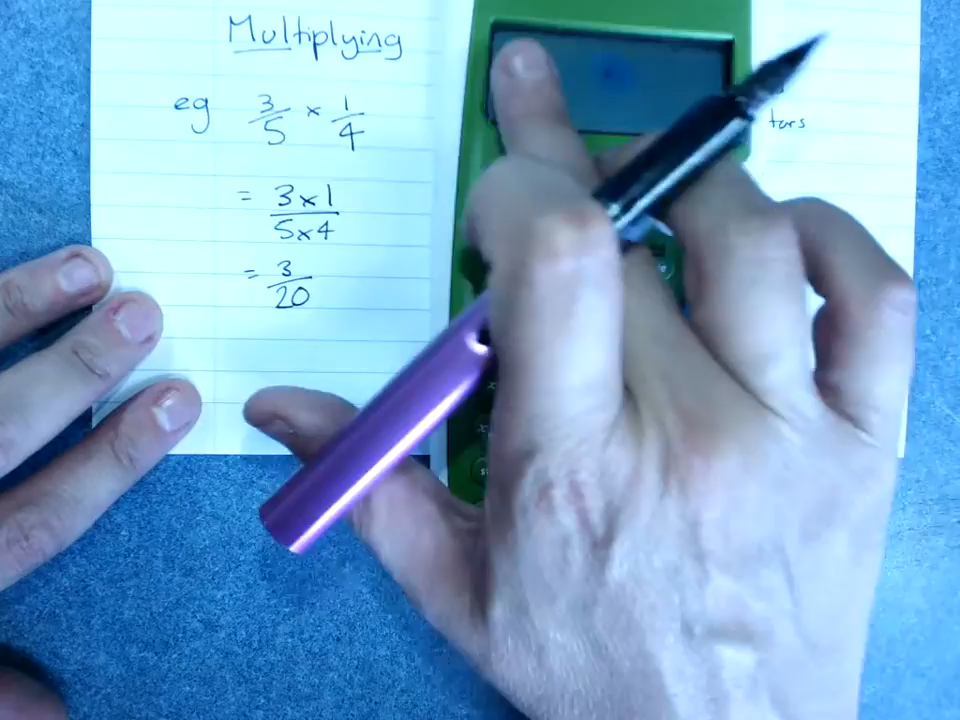 Multiplying
eg 3/5 × 1/4
= 3×1/5×4
= 3/20
tors